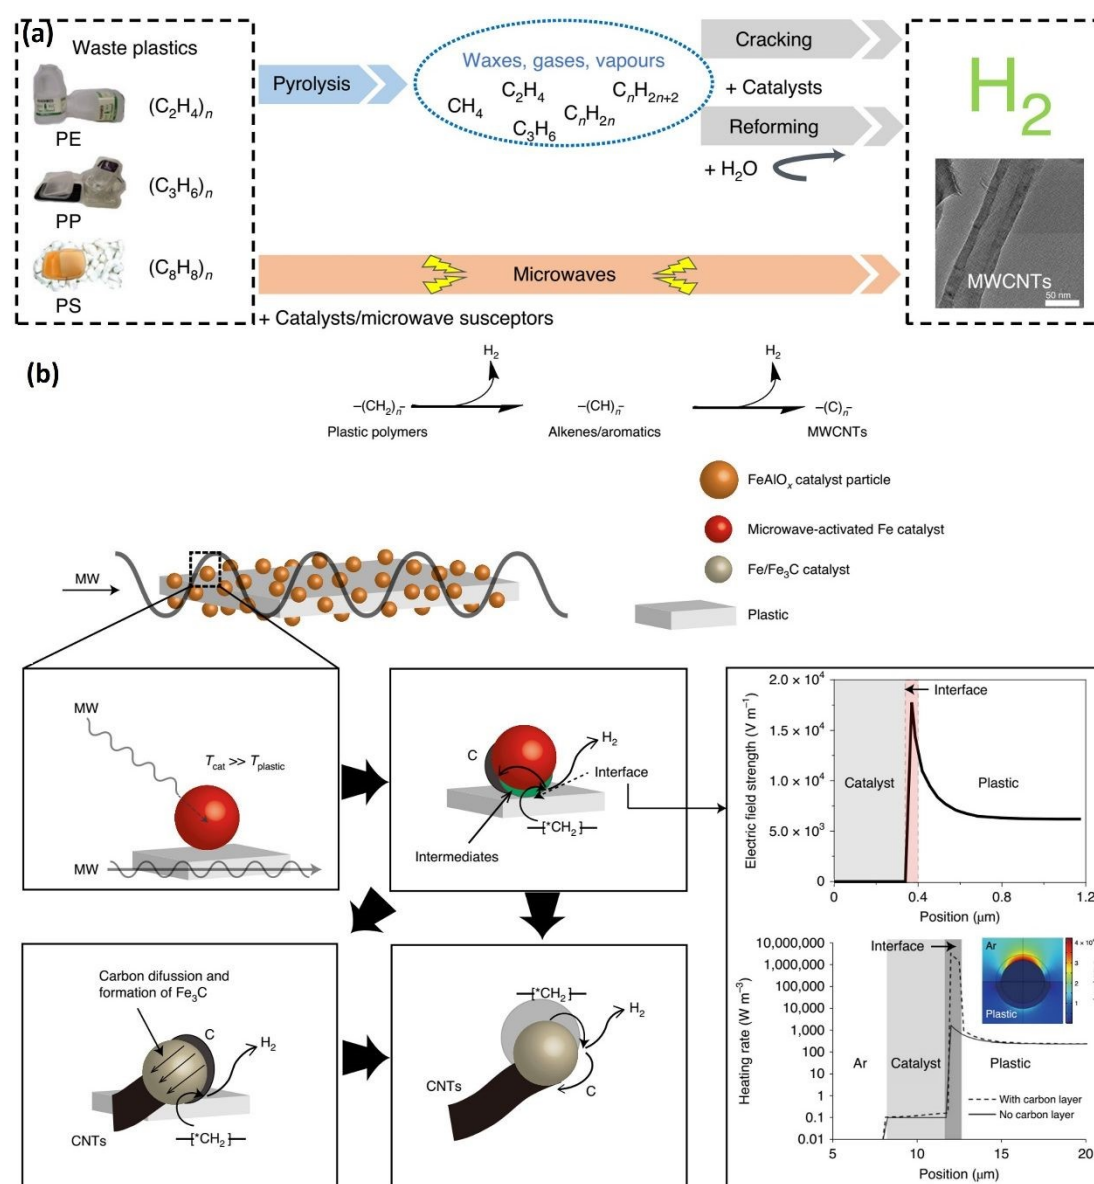 (a)
Waste plastics
(C2H4)n
PE
(C3H6)n
PP
(C8H8)n
PS
Pyrolysis
Waxes, gases, vapours
C2H4
CnH2n+2
CH4
CnH2n
C3H6
Cracking
+ Catalysts
Reforming
+ H2O
Microwaves
+ Catalysts/microwave susceptors
H2
MWCNTs
50 nm
(b)
H2
H2
–(CH2)n–
–(CH)n–
–(C)n–
Plastic polymers
Alkenes/aromatics
MWCNTs
FeAlOx catalyst particle
Microwave-activated Fe catalyst
Fe/Fe3C catalyst
Plastic
MW
MW
Tcat >> Tplastic
MW
C
H2
Interface
[*CH2]
Intermediates
Electric field strength (V m−1)
2.0 × 10^4
1.5 × 10^4
1.0 × 10^4
5.0 × 10^3
0
Interface
Catalyst
Plastic
0
0.4
0.8
1.2
Position (μm)
Carbon difussion and
formation of Fe3C
C
H2
CNTs
[*CH2]
[*CH2]
H2
CNTs
C
Heating rate (W m−3)
10,000,000
1,000,000
100,000
10,000
1,000
100
10
1
0.1
0.01
Interface
Ar
Plastic
3
2
1
Ar
Catalyst
Plastic
With carbon layer
No carbon layer
5
10
15
20
Position (μm)